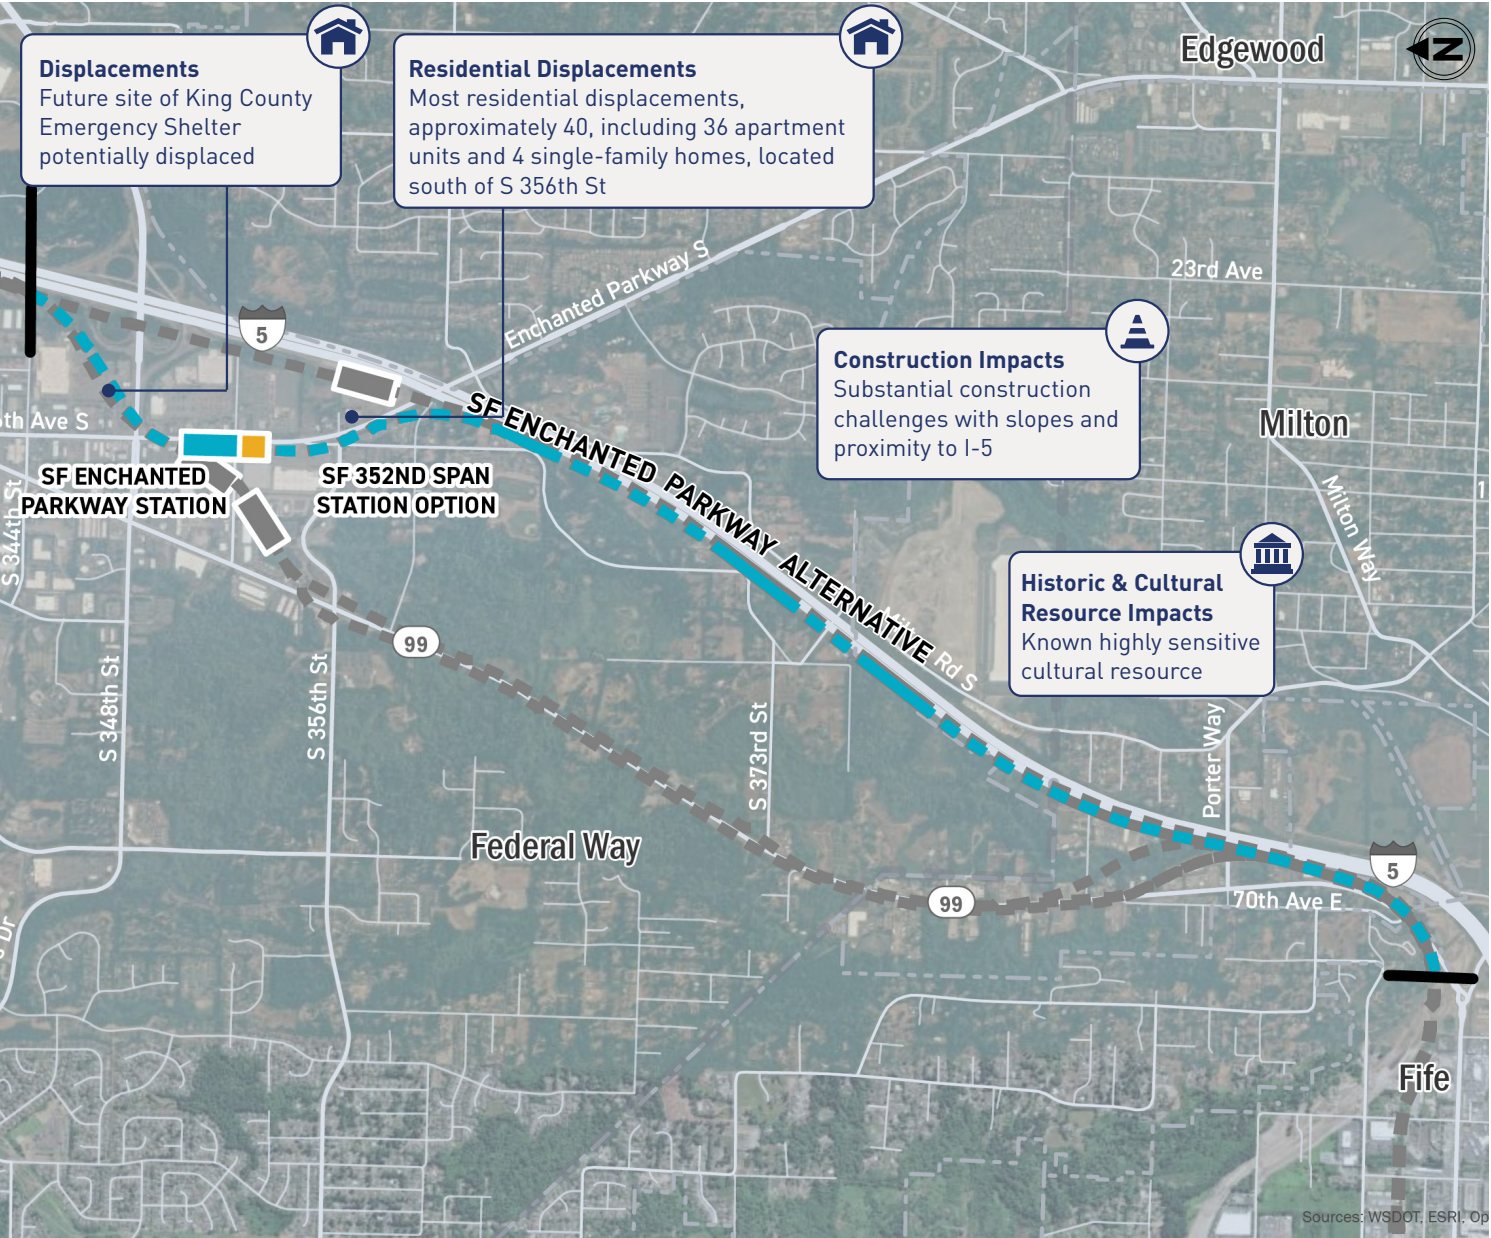 Displacements
Future site of King County
Emergency Shelter
potentially displaced
Residential Displacements
Most residential displacements,
approximately 40, including 36 apartment
units and 4 single-family homes, located
south of S 356th St
Edgewood
N
Enchanted Parkway S
23rd Ave
5
Construction Impacts
Substantial construction
challenges with slopes and
proximity to I-5
Milton
Milton Way
SF ENCHANTED PARKWAY ALTERNATIVE
Ave S
SF ENCHANTED
PARKWAY STATION
SF 352ND SPAN
STATION OPTION
S 344th St
1
Historic & Cultural
Resource Impacts
Known highly sensitive
cultural resource
Rd S
99
S 348th St
S 356th St
S 373rd St
Porter Way
Federal Way
5
99
70th Ave E
Dr
Fife
Sources: WSDOT, ESRI,